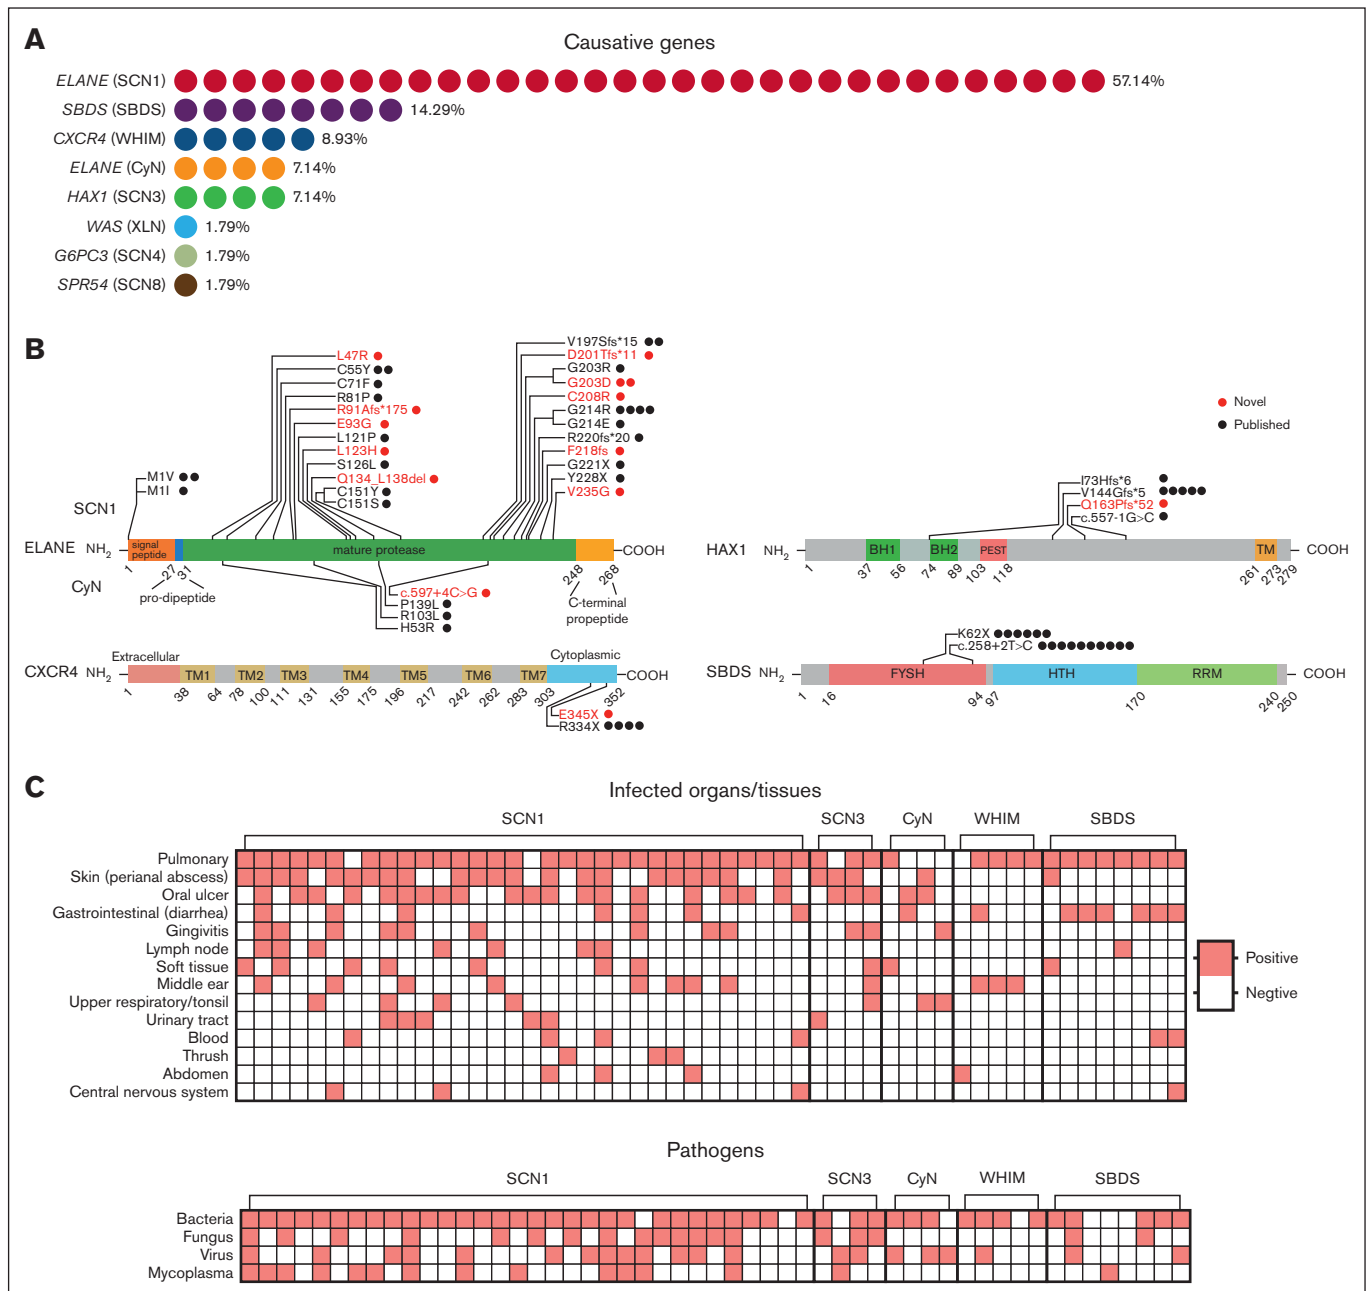 A
Causative genes
ELANE (SCN1) 57.14%
SBDS (SBDS) 14.29%
CXCR4 (WHIM) 8.93%
ELANE (CyN) 7.14%
HAX1 (SCN3) 7.14%
WAS (XLN) 1.79%
G6PC3 (SCN4) 1.79%
SPR54 (SCN8) 1.79%
B
SCN1
M1V
M1I
L47R
C55Y
C71F
R81P
R91Afs*175
E93G
L121P
L123H
S126L
Q134_L138del
C151Y
C151S
V197Sfs*15
D201Tfs*11
G203R
G203D
C208R
G214R
G214E
R220fs*20
F218fs
G221X
Y228X
V235G
ELANE NH2 signal peptide mature protease COOH
1 27 31 248 268
CyN
pro-dipeptide
C-terminal propeptide
c.597+4C>G
P139L
R103L
H53R
Novel
Published
I73Hfs*6
V144Gfs*5
Q163Pfs*52
c.557-1G>C
HAX1 NH2 BH1 BH2 PEST TM COOH
1 37 56 74 89 103 118 261 273 279
Extracellular Cytoplasmic
CXCR4 NH2 TM1 TM2 TM3 TM4 TM5 TM6 TM7 COOH
1 38 64 78 100 111 131 155 175 196 217 242 262 283 303 352
E345X
R334X
K62X
c.258+2T>C
SBDS NH2 FYSH HTH RRM COOH
1 16 94 97 170 240 250
C
Infected organs/tissues
SCN1 SCN3 CyN WHIM SBDS
Pulmonary
Skin (perianal abscess)
Oral ulcer
Gastrointestinal (diarrhea)
Gingivitis
Lymph node
Soft tissue
Middle ear
Upper respiratory/tonsil
Urinary tract
Blood
Thrush
Abdomen
Central nervous system
Positive
Negtive
Pathogens
SCN1 SCN3 CyN WHIM SBDS
Bacteria
Fungus
Virus
Mycoplasma